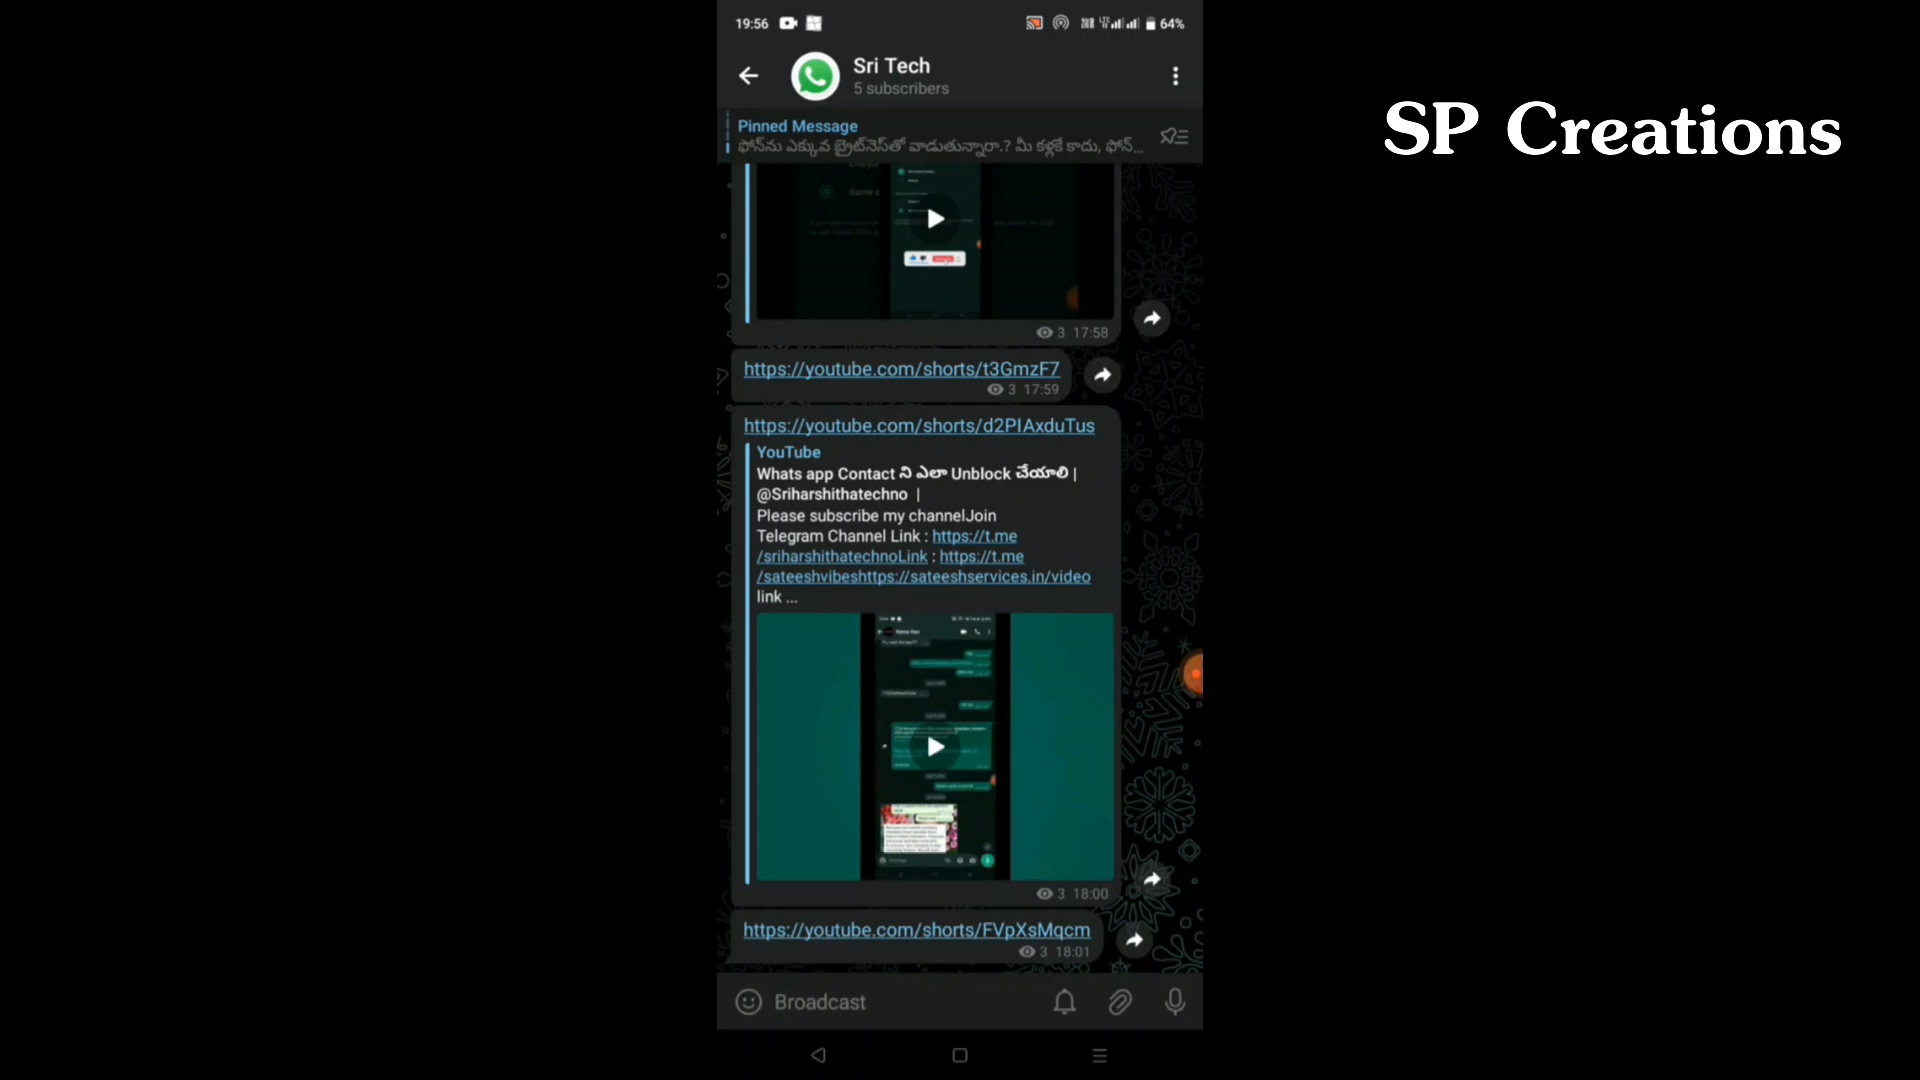 19:56
64%
Sri Tech
5 subscribers
SP Creations
Pinned Message
ఫోన్‌ను ఎక్కువ బ్రైట్‌నెస్‌తో వాడుతున్నారా.? మీ కళ్లకే కాదు, ఫోన్...
3 17:58
https://youtube.com/shorts/t3GmzF7
3 17:59
https://youtube.com/shorts/d2PIAxduTus
YouTube
Whats app Contact ని ఎలా Unblock చేయాలి |
@Sriharshithatechno |
Please subscribe my channelJoin
Telegram Channel Link : https://t.me
/sriharshithatechnoLink : https://t.me
/sateeshvibeshttps://sateeshservices.in/video
link ...
3 18:00
https://youtube.com/shorts/FVpXsMqcm
3 18:01
Broadcast